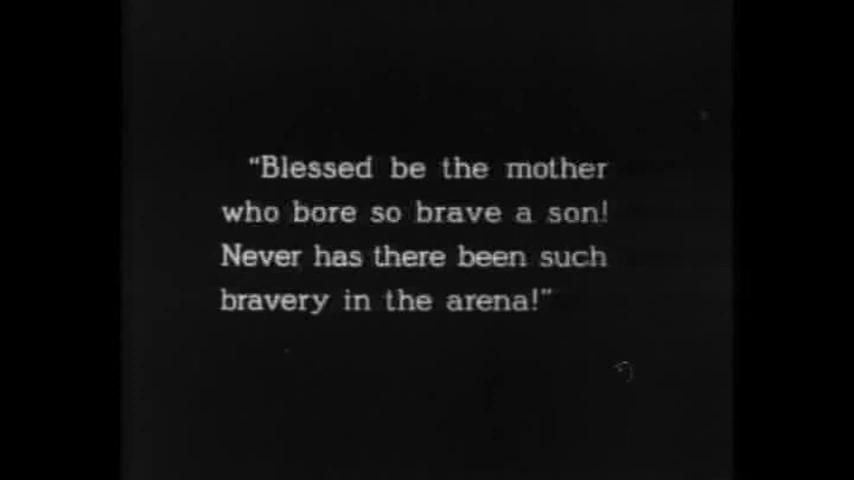 "Blessed be the mother
who bore so brave a son!
Never has there been such
bravery in the arena!"